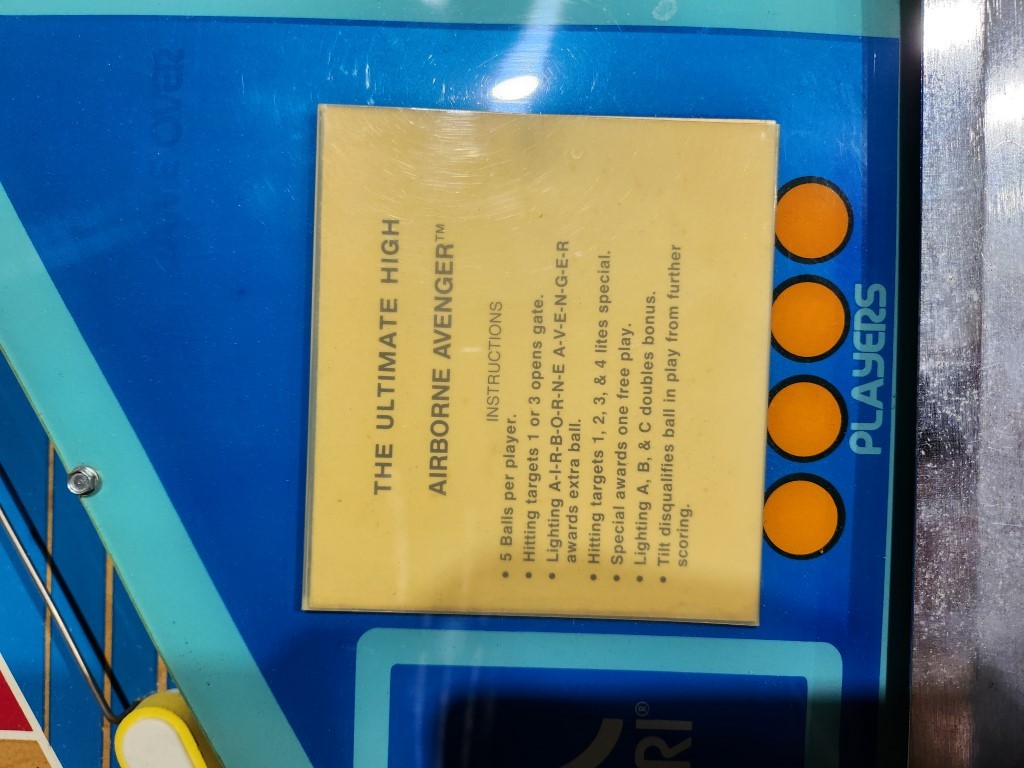 THE ULTIMATE HIGH
AIRBORNE AVENGER™
INSTRUCTIONS
• 5 Balls per player.
• Hitting targets 1 or 3 opens gate.
• Lighting A-I-R-B-O-R-N-E A-V-E-N-G-E-R
awards extra ball.
• Hitting targets 1, 2, 3, & 4 lites special.
• Special awards one free play.
• Lighting A, B, & C doubles bonus.
• Tilt disqualifies ball in play from further
scoring.
PLAYERS
OVER